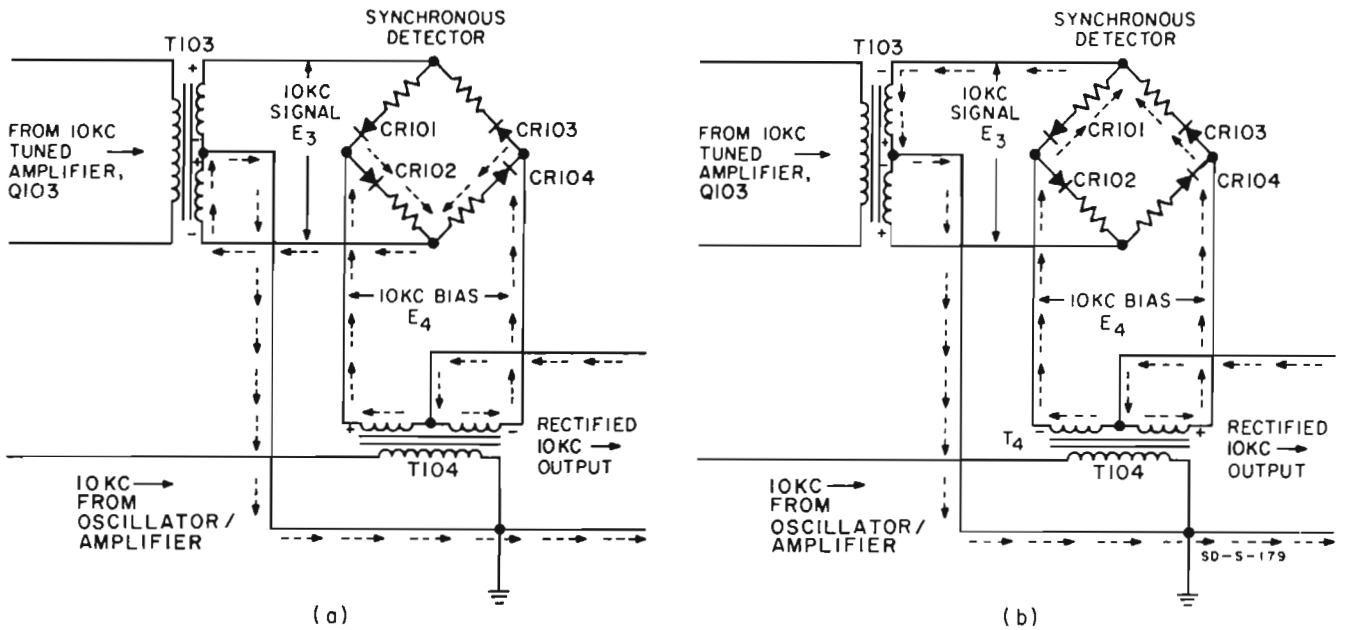 SYNCHRONOUS
DETECTOR
T103
+
10KC
SIGNAL
E3
CR101
CR103
FROM 10KC
TUNED
AMPLIFIER,
Q103
-
+
CR102
CR104
-
10KC BIAS
E4
+
-
RECTIFIED
10KC
OUTPUT
T104
10KC
FROM
OSCILLATOR/
AMPLIFIER
(a)
SYNCHRONOUS
DETECTOR
T103
-
10KC
SIGNAL
E3
CR101
CR103
FROM 10KC
TUNED
AMPLIFIER,
Q103
+
-
CR102
CR104
+
10KC BIAS
E4
-
+
T4
RECTIFIED
10KC
OUTPUT
T104
10KC
FROM
OSCILLATOR/
AMPLIFIER
SD-S-179
(b)